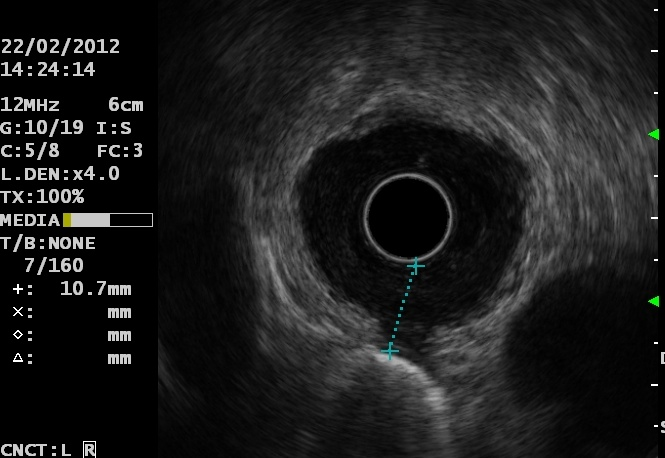 22/02/2012
14:24:14
12MHz 6cm
G:10/19 I:S
C:5/8 FC:3
L.DEN:x4.0
TX:100%
MEDIA
T/B:NONE
7/160
+: 10.7mm
×: mm
◇: mm
△: mm
CNCT:L R